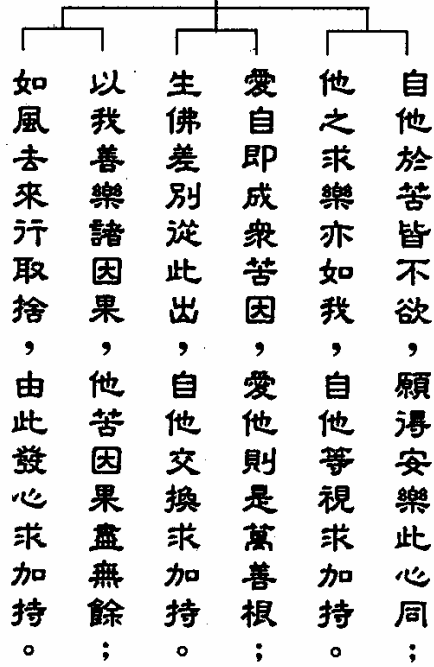 自他於苦皆不欲，願得安樂此心同；
他之求樂亦如我，自他等視求加持。
愛自即成衆苦因，愛他則是萬善根；
生佛差別從此出，自他交換求加持。
以我善樂諸因果，他苦因果盡無餘；
如風去來行取捨，由此發心求加持。